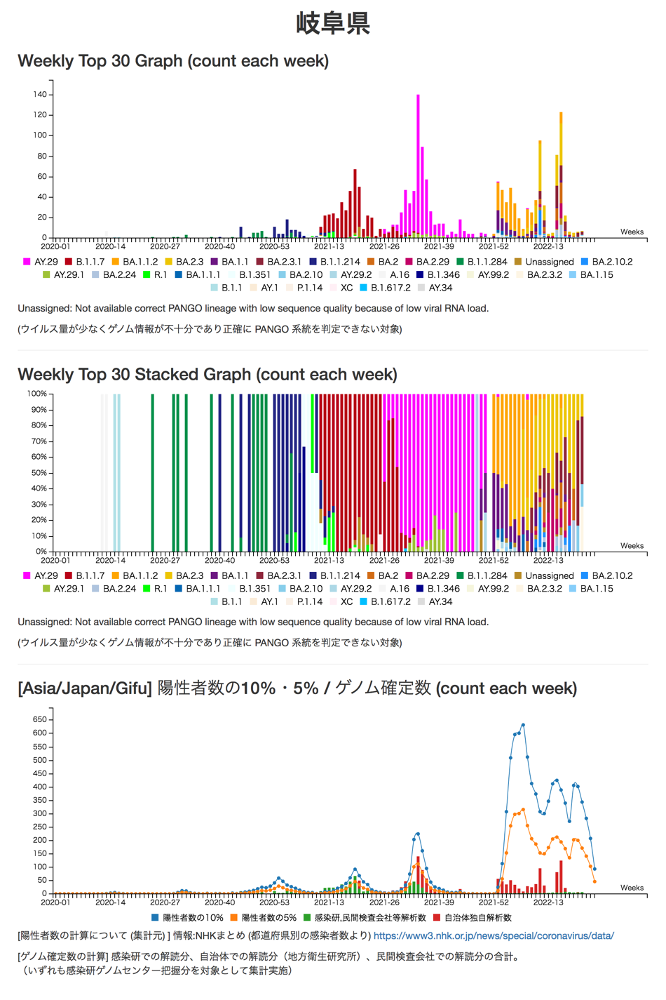 岐阜県
Weekly Top 30 Graph (count each week)
140
120
100
80
60
40
20
0
Weeks
2020-01 2020-14 2020-27 2020-40 2020-53 2021-13 2021-26 2021-39 2021-52 2022-13
AY.29 B.1.1.7 BA.1.1.2 BA.2.3 BA.1.1 BA.2.3.1 B.1.1.214 BA.2 BA.2.29 B.1.1.284 Unassigned BA.2.10.2
AY.29.1 BA.2.24 R.1 BA.1.1.1 B.1.351 BA.2.10 AY.29.2 A.16 B.1.346 AY.99.2 BA.2.3.2 BA.1.15
B.1.1 AY.1 P.1.14 XC B.1.617.2 AY.34
Unassigned: Not available correct PANGO lineage with low sequence quality because of low viral RNA load.
(ウイルス量が少なくゲノム情報が不十分であり正確に PANGO 系統を判定できない対象)
Weekly Top 30 Stacked Graph (count each week)
100%
90%
80%
70%
60%
50%
40%
30%
20%
10%
0%
Weeks
2020-01 2020-14 2020-27 2020-40 2020-53 2021-13 2021-26 2021-39 2021-52 2022-13
AY.29 B.1.1.7 BA.1.1.2 BA.2.3 BA.1.1 BA.2.3.1 B.1.1.214 BA.2 BA.2.29 B.1.1.284 Unassigned BA.2.10.2
AY.29.1 BA.2.24 R.1 BA.1.1.1 B.1.351 BA.2.10 AY.29.2 A.16 B.1.346 AY.99.2 BA.2.3.2 BA.1.15
B.1.1 AY.1 P.1.14 XC B.1.617.2 AY.34
Unassigned: Not available correct PANGO lineage with low sequence quality because of low viral RNA load.
(ウイルス量が少なくゲノム情報が不十分であり正確に PANGO 系統を判定できない対象)
[Asia/Japan/Gifu] 陽性者数の10%・5% / ゲノム確定数 (count each week)
650
600
550
500
450
400
350
300
250
200
150
100
50
0
Weeks
2020-01 2020-14 2020-27 2020-40 2020-53 2021-13 2021-26 2021-39 2021-52 2022-13
陽性者数の10% 陽性者数の5% 感染研,民間検査会社等解析数 自治体独自解析数
[陽性者数の計算について (集計元) ] 情報:NHKまとめ (都道府県別の感染者数より) https://www3.nhk.or.jp/news/special/coronavirus/data/
[ゲノム確定数の計算] 感染研での解読分、自治体での解読分（地方衛生研究所）、民間検査会社での解読分の合計。
（いずれも感染研ゲノムセンター把握分を対象として集計実施）